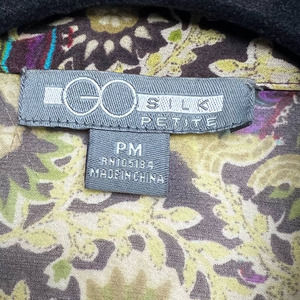 GO SILK
PETITE
PM
RN105184
MADE IN CHINA